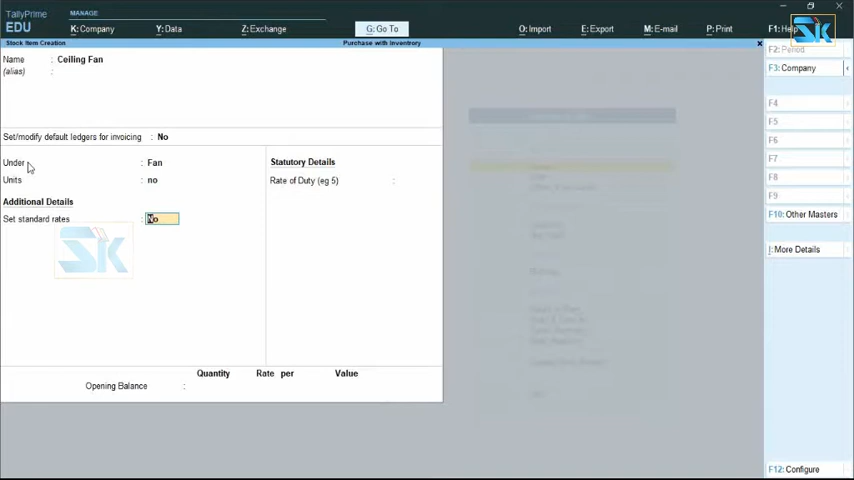 TallyPrime
EDU
MANAGE
K: Company
Y: Data
Z: Exchange
G: Go To
O: Import
E: Export
M: E-mail
P: Print
F1: Help
SK
Stock Item Creation
Purchase with Inventory
F2: Period
F3: Company
F4
F5
F6
F7
F8
F9
F10: Other Masters
I: More Details
F12: Configure
Name : Ceiling Fan
(alias) :
Set/modify default ledgers for invoicing : No
Under : Fan
Units : no
Additional Details
Set standard rates : No
Statutory Details
Rate of Duty (eg 5) :
SK
Quantity Rate per Value
Opening Balance :